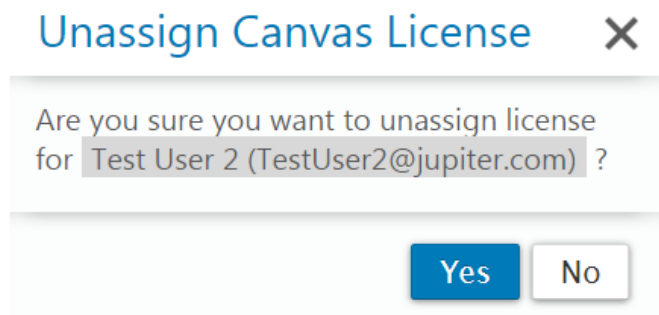 Unassign Canvas License
Are you sure you want to unassign license
for Test User 2 (TestUser2@jupiter.com) ?
Yes No